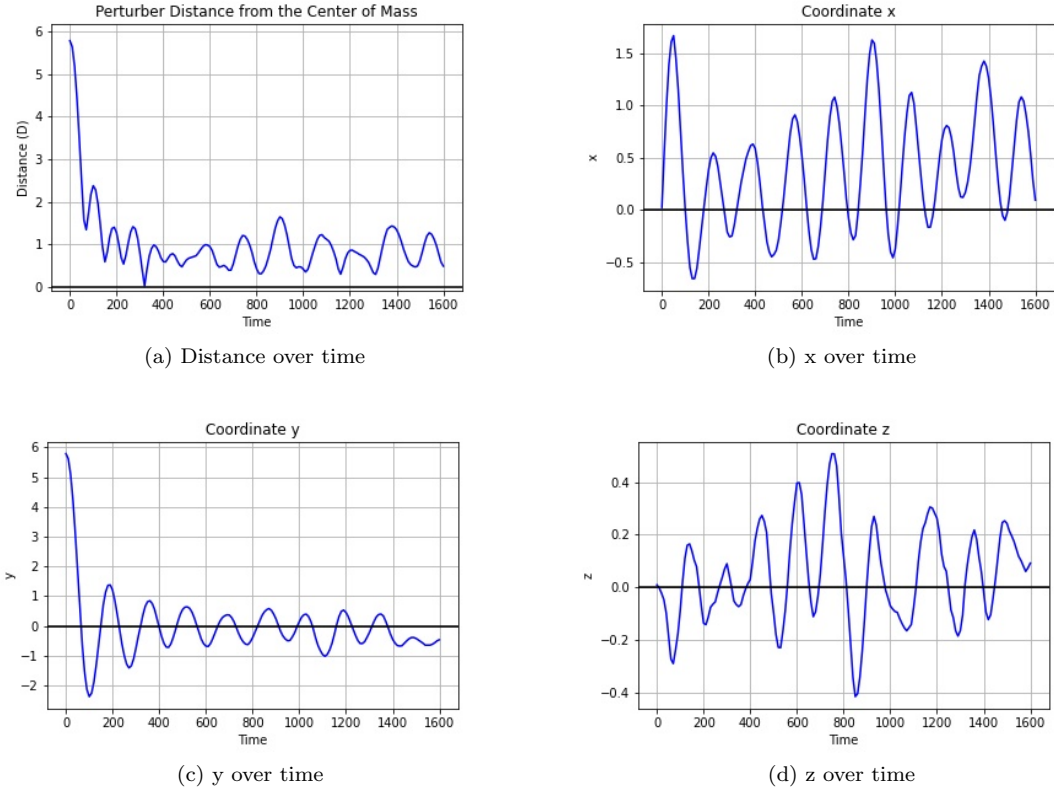 Perturber Distance from the Center of Mass
Distance (D)
6
5
4
3
2
1
0
0 200 400 600 800 1000 1200 1400 1600
Time
(a) Distance over time
Coordinate x
x
1.5
1.0
0.5
0.0
−0.5
0 200 400 600 800 1000 1200 1400 1600
Time
(b) x over time
Coordinate y
y
6
5
4
3
2
1
0
−1
−2
0 200 400 600 800 1000 1200 1400 1600
Time
(c) y over time
Coordinate z
z
0.4
0.2
0.0
−0.2
−0.4
0 200 400 600 800 1000 1200 1400 1600
Time
(d) z over time